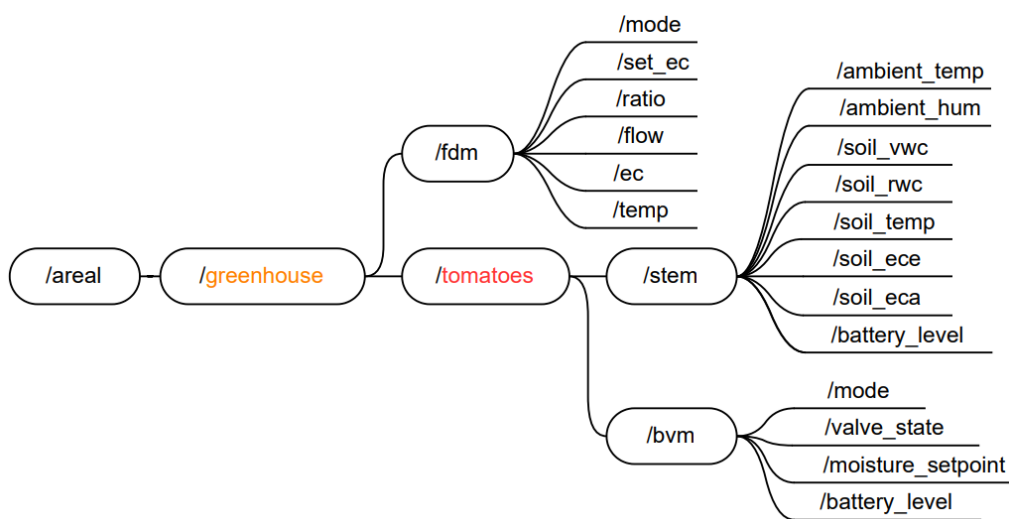 /areal
/greenhouse
/fdm
/mode
/set_ec
/ratio
/flow
/ec
/temp
/tomatoes
/stem
/ambient_temp
/ambient_hum
/soil_vwc
/soil_rwc
/soil_temp
/soil_ece
/soil_eca
/battery_level
/bvm
/mode
/valve_state
/moisture_setpoint
/battery_level